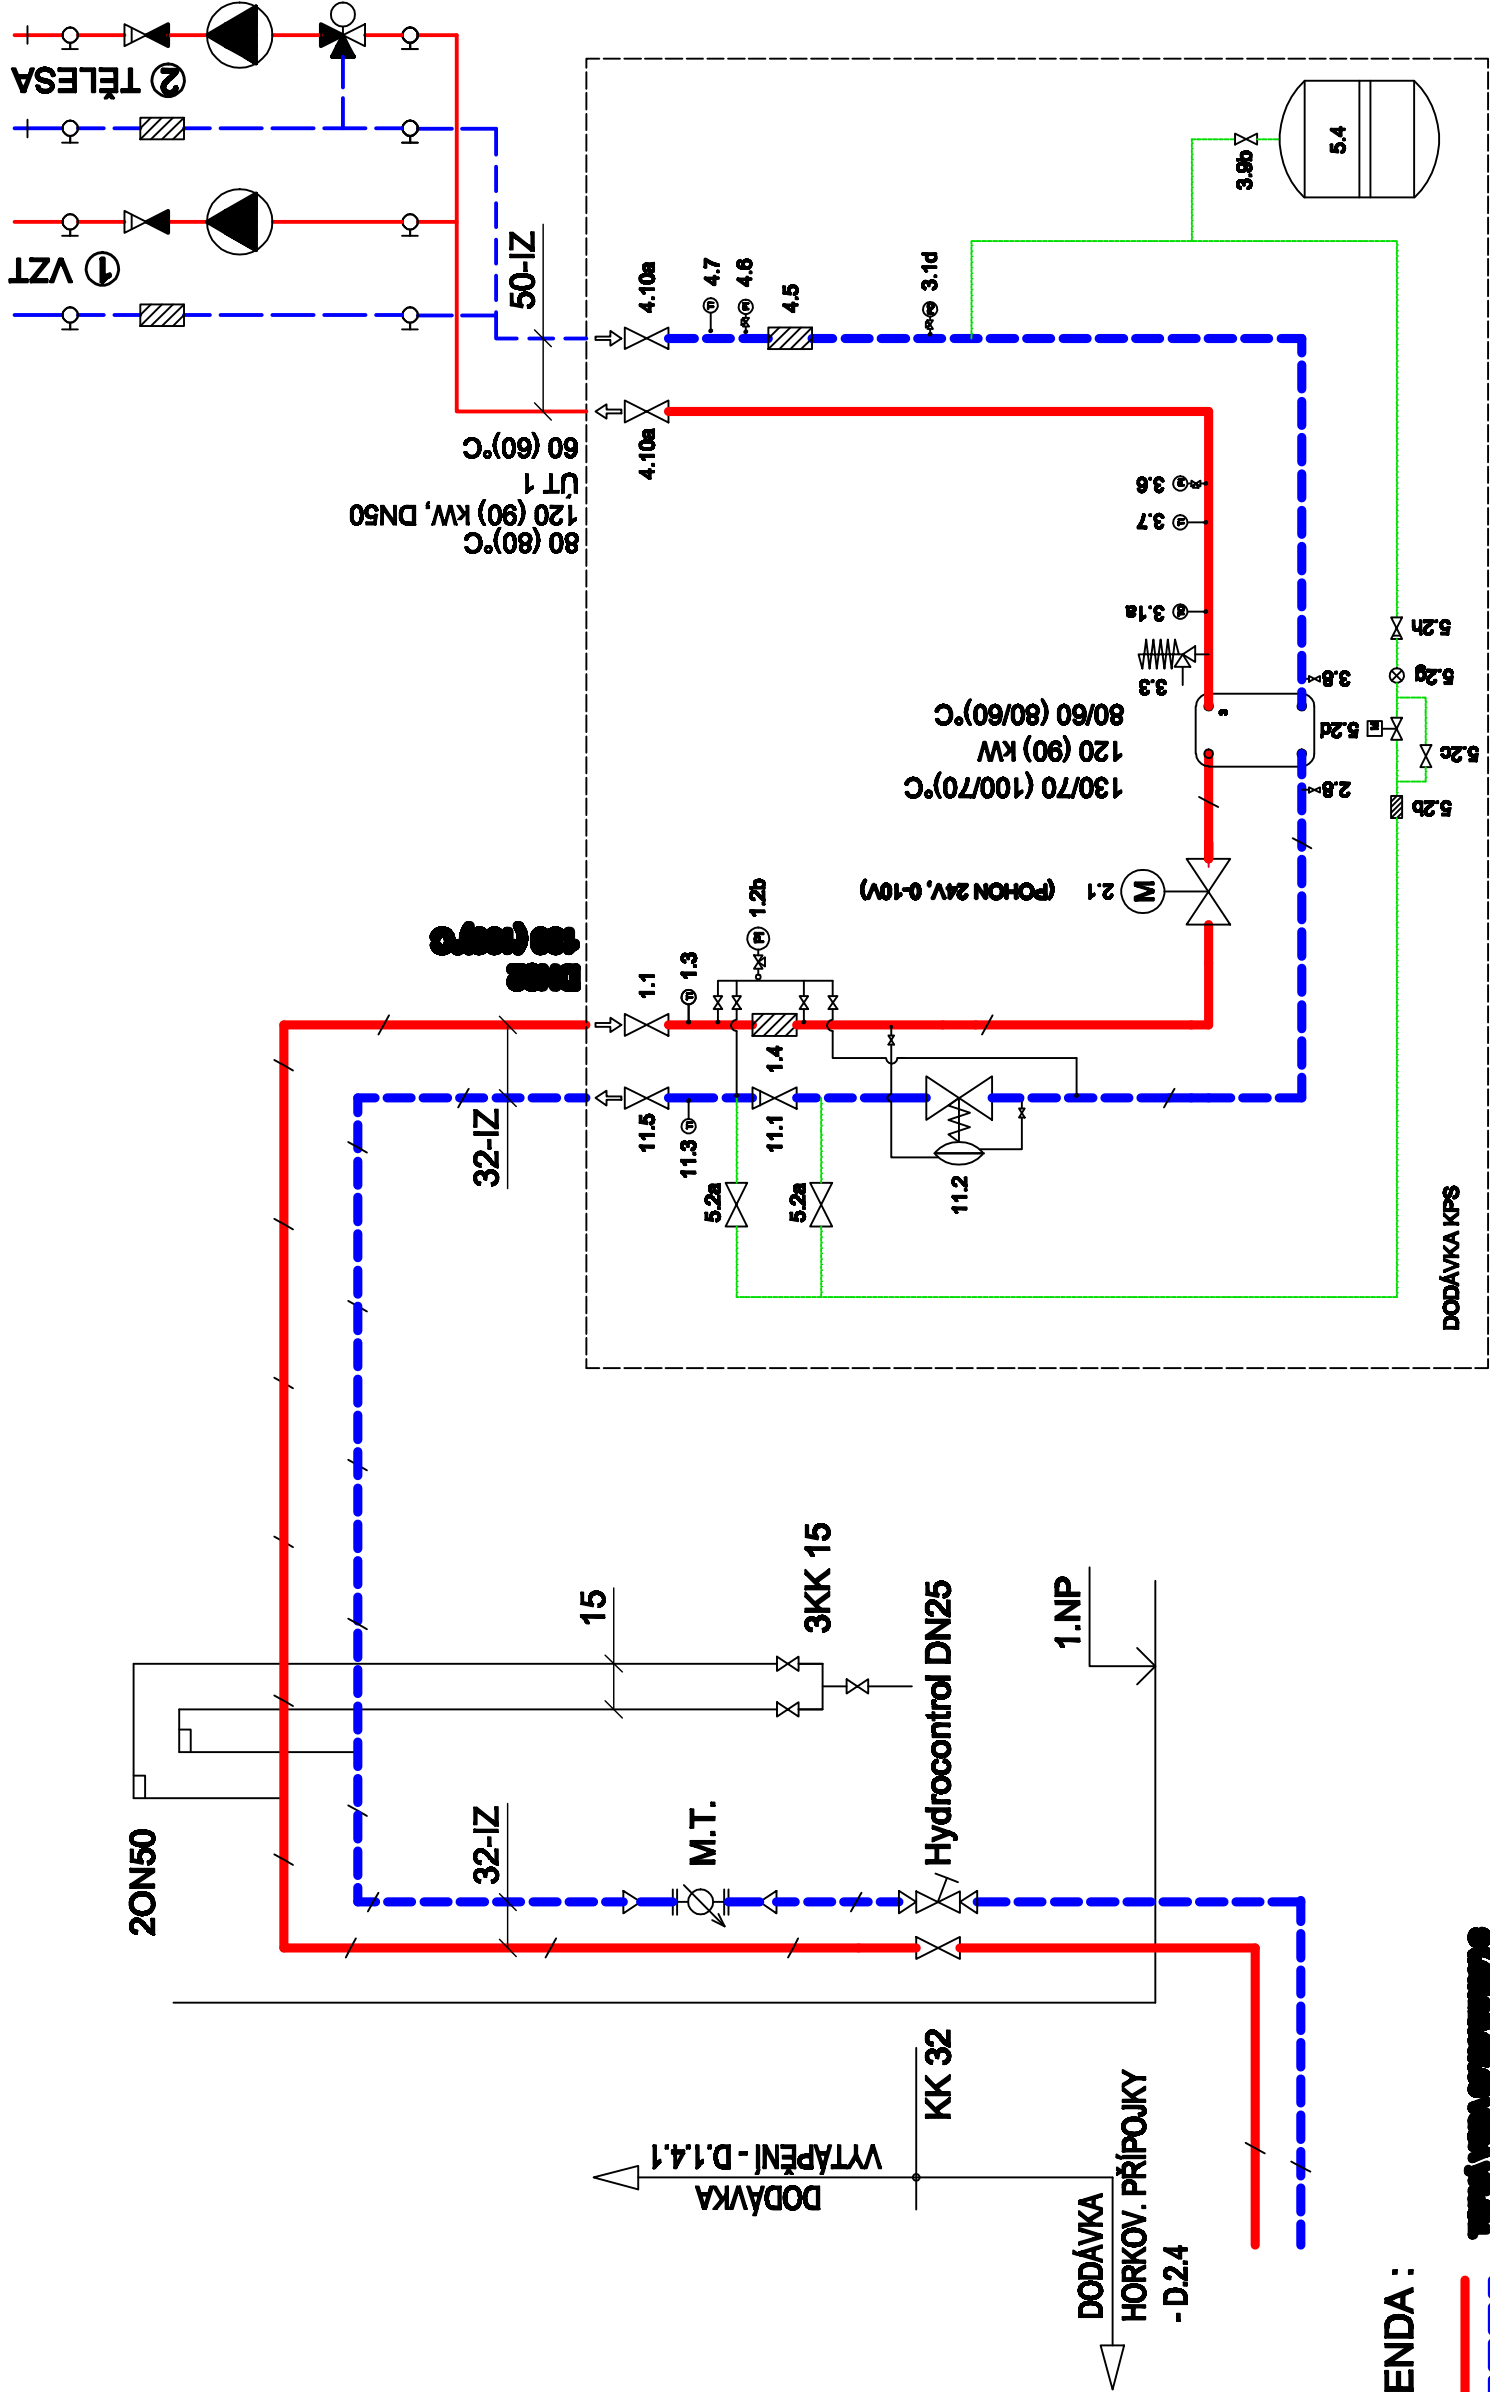 ② TĚLESA
① VZT
50-IZ
4.10a
4.7
4.6
4.5
3.1d
3.9b
5.4
4.10a
60 (60)°C
ÚT 1
120 (90) kW, DN50
80 (80)°C
3.6
3.7
3.1a
3.3
80/60 (80/60)°C
120 (90) kW
130/70 (100/70)°C
3.8
2.8
5.2h
5.2g
5.2d
M
5.2c
5.2b
(POHON 24V, 0-10V)
2.1
M
1.1
TI
1.3
PI
1.2b
1.4
32-IZ
11.5
11.3
TI
11.1
11.2
5.2a
5.2a
DODÁVKA KPS
15
3KK 15
2ON50
32-IZ
M.T.
Hydrocontrol DN25
1.NP
KK 32
VYTÁPĚNÍ - D.1.4.1
DODÁVKA
DODÁVKA
HORKOV. PŘÍPOJKY
- D.2.4
ENDA :